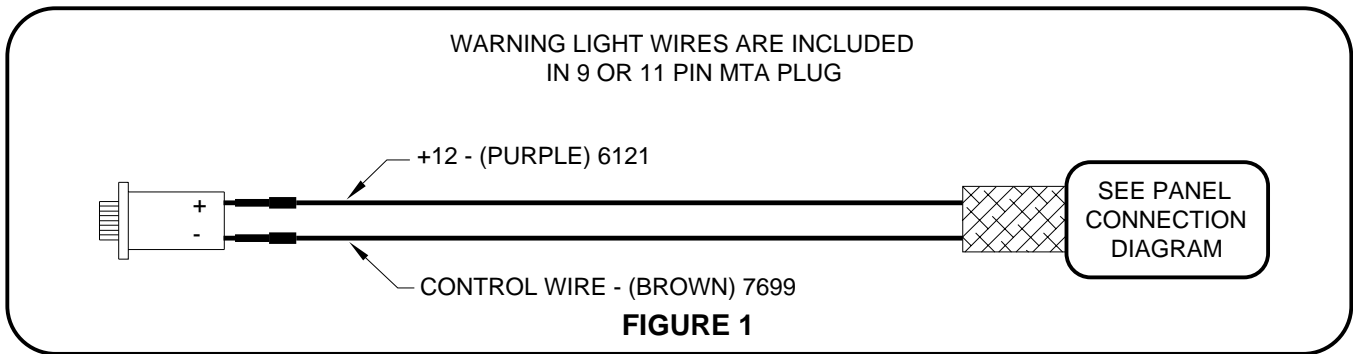 WARNING LIGHT WIRES ARE INCLUDED
IN 9 OR 11 PIN MTA PLUG
+12 - (PURPLE) 6121
+
-
SEE PANEL
CONNECTION
DIAGRAM
CONTROL WIRE - (BROWN) 7699
FIGURE 1